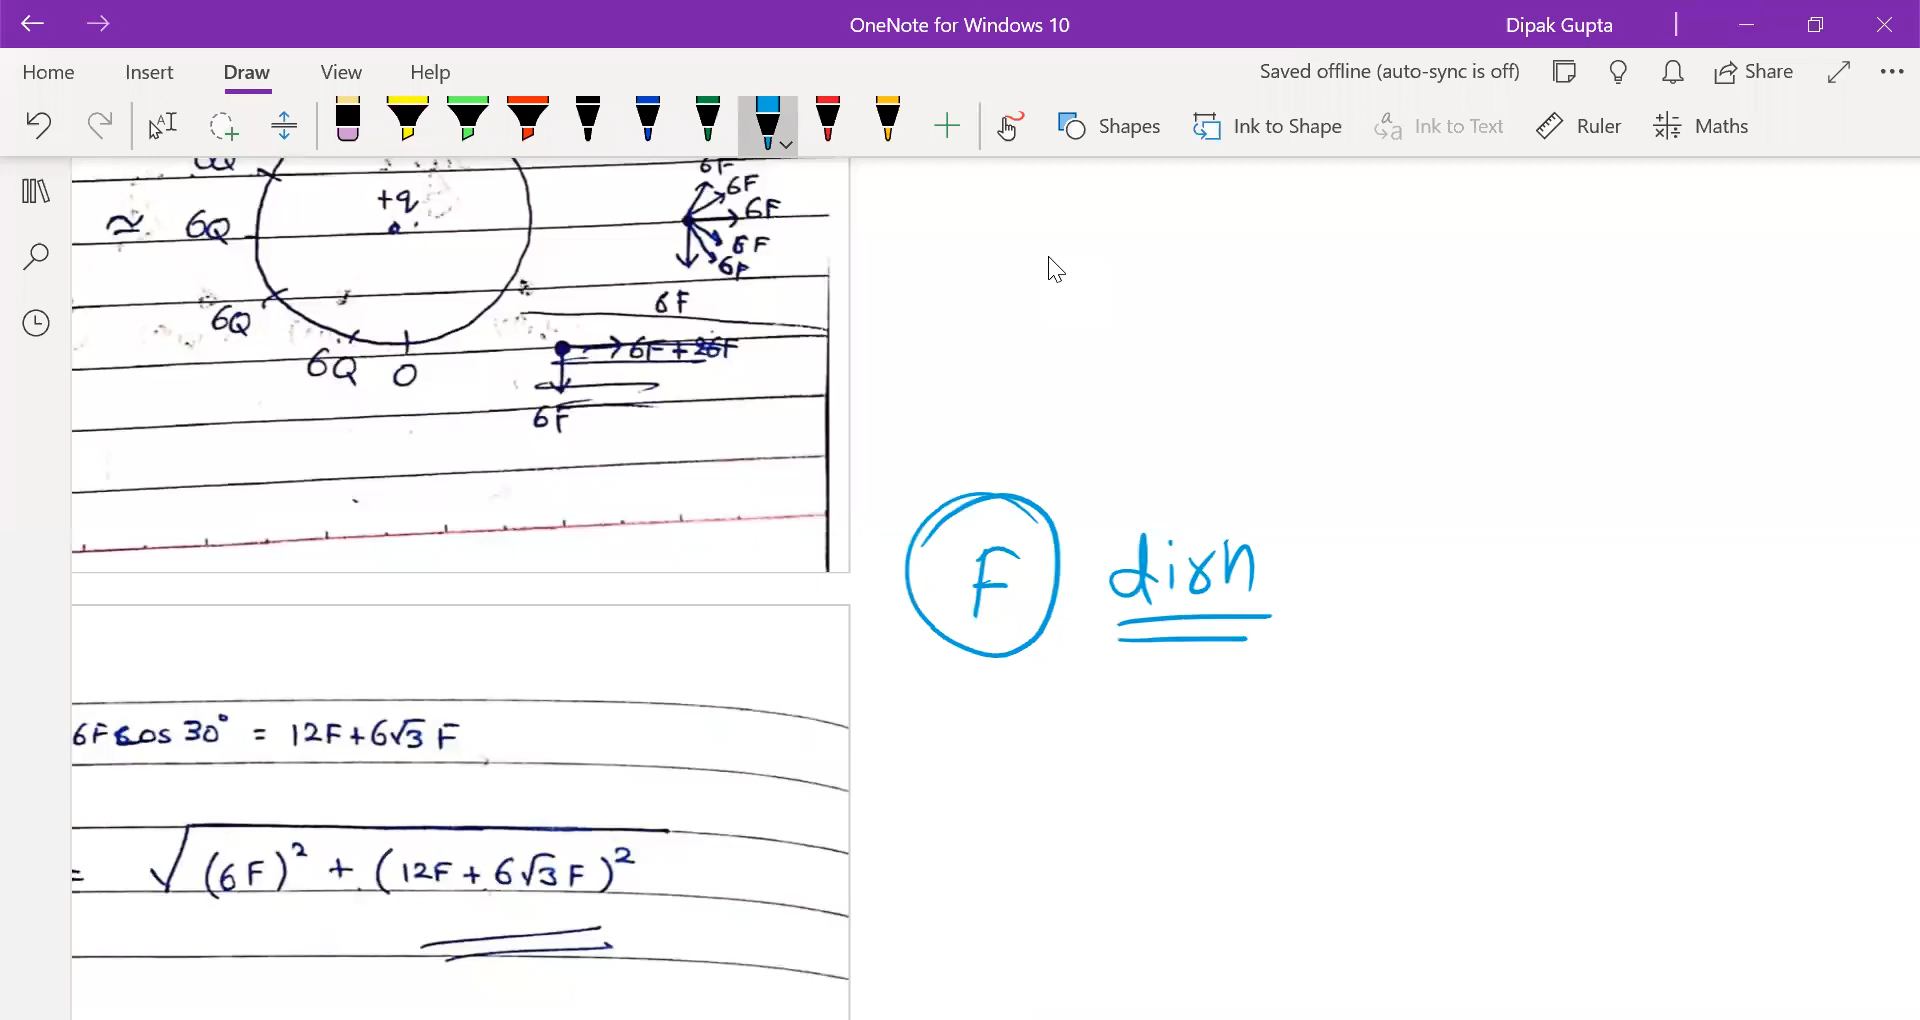 OneNote for Windows 10
Dipak Gupta
Home Insert Draw View Help
Saved offline (auto-sync is off)
Share
Shapes
Ink to Shape
Ink to Text
Ruler
Maths
+q
≈ 6Q
6Q
6Q
0
6F
6F
6F
6F
6F
6F
6F
F dirn
6F cos 30° = 12F + 6√3 F
= √(6F)² + (12F + 6√3 F)²